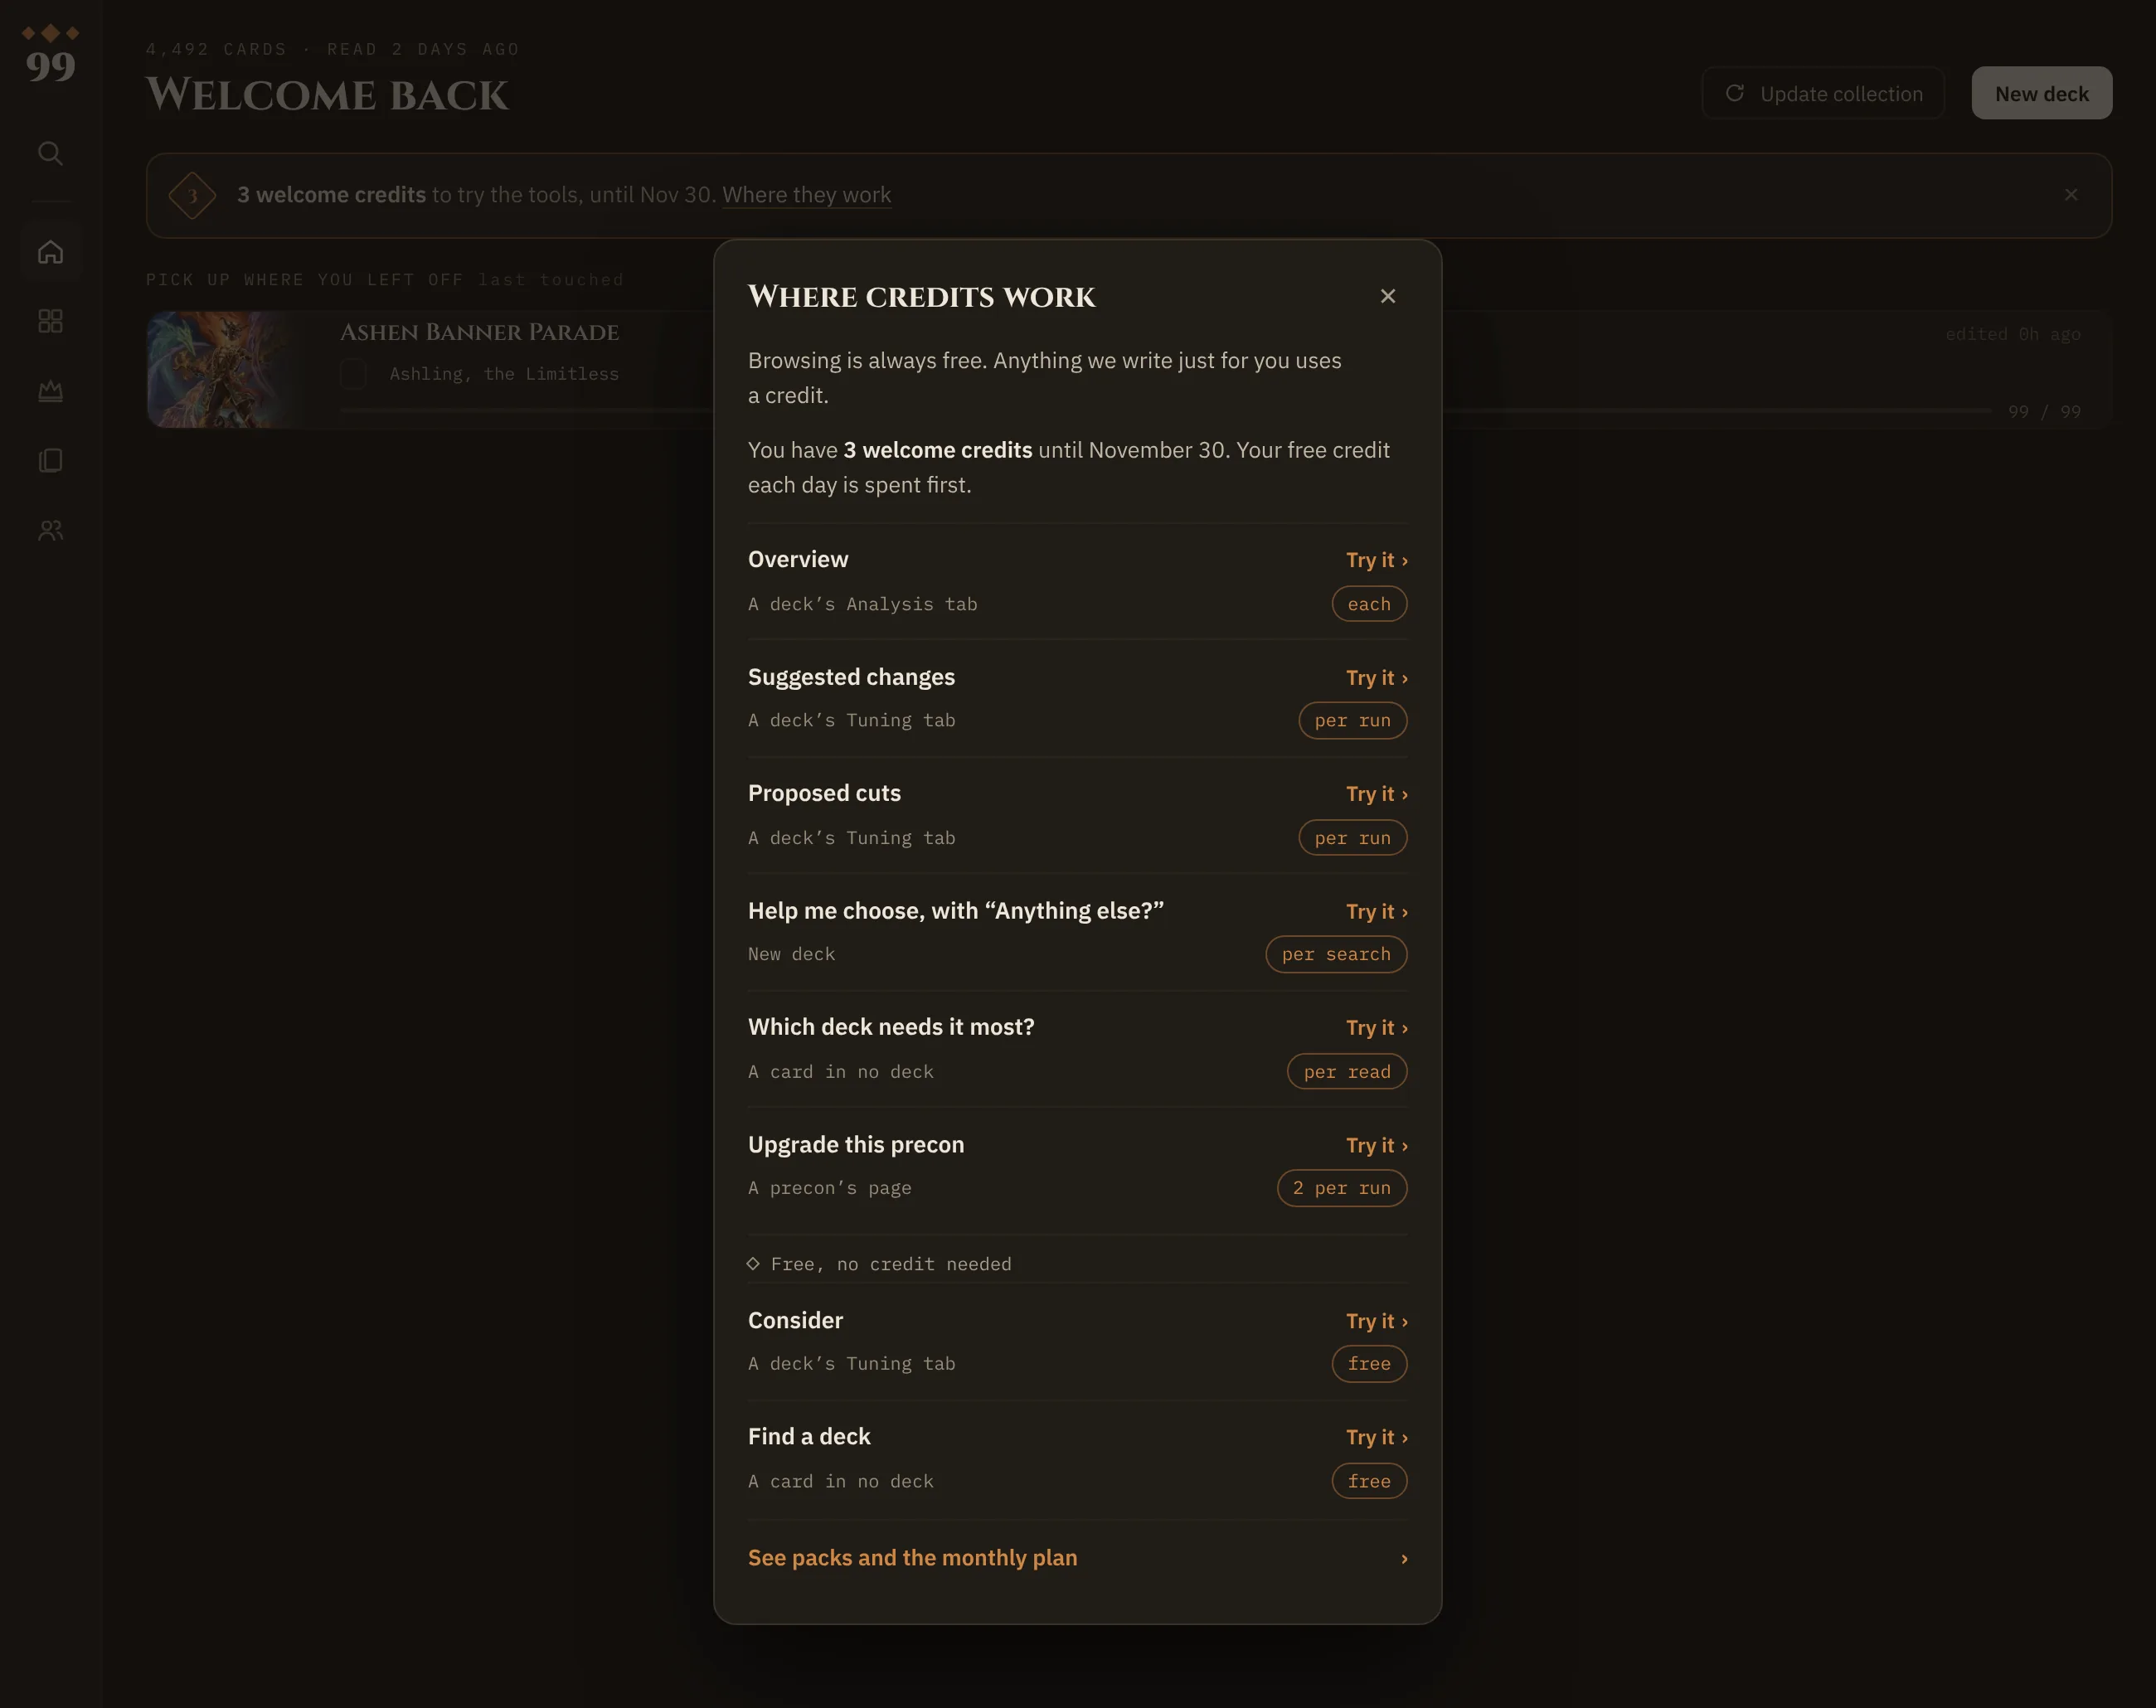 99
4,492 CARDS · READ 2 DAYS AGO
WELCOME BACK
Update collection
New deck
3
3 welcome credits to try the tools, until Nov 30. Where they work
PICK UP WHERE YOU LEFT OFF last touched
ASHEN BANNER PARADE
edited 0h ago
Ashling, the Limitless
99 / 99
WHERE CREDITS WORK
Browsing is always free. Anything we write just for you uses
a credit.
You have 3 welcome credits until November 30. Your free credit
each day is spent first.
Overview
Try it ›
A deck’s Analysis tab
each
Suggested changes
Try it ›
A deck’s Tuning tab
per run
Proposed cuts
Try it ›
A deck’s Tuning tab
per run
Help me choose, with “Anything else?”
Try it ›
New deck
per search
Which deck needs it most?
Try it ›
A card in no deck
per read
Upgrade this precon
Try it ›
A precon’s page
2 per run
Free, no credit needed
Consider
Try it ›
A deck’s Tuning tab
free
Find a deck
Try it ›
A card in no deck
free
See packs and the monthly plan ›